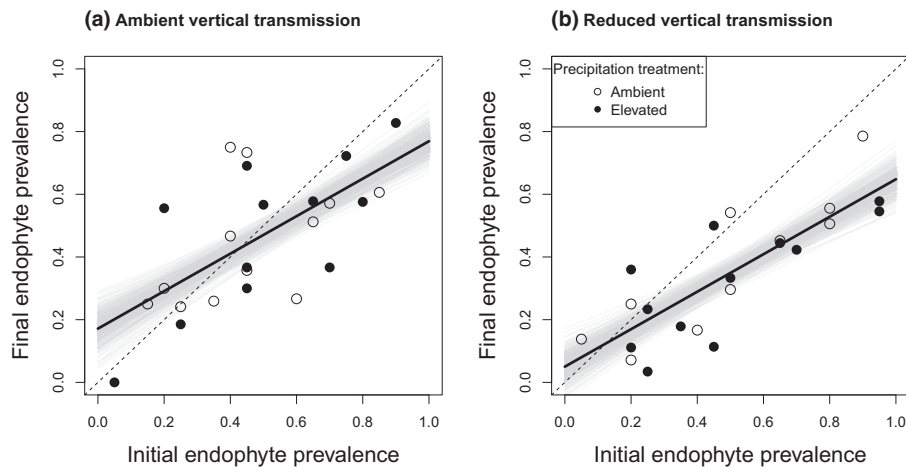 (a) Ambient vertical transmission
Final endophyte prevalence
1.0
0.8
0.6
0.4
0.2
0.0
0.0 0.2 0.4 0.6 0.8 1.0
Initial endophyte prevalence
(b) Reduced vertical transmission
Precipitation treatment:
Ambient
Elevated
Final endophyte prevalence
1.0
0.8
0.6
0.4
0.2
0.0
0.0 0.2 0.4 0.6 0.8 1.0
Initial endophyte prevalence